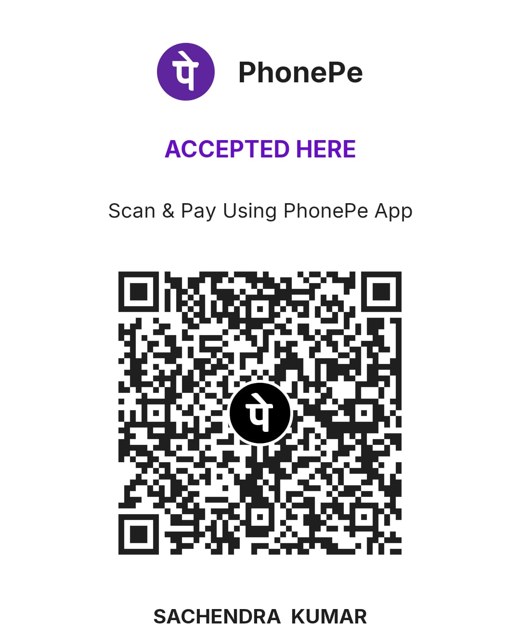 पे PhonePe
ACCEPTED HERE
Scan & Pay Using PhonePe App
पे
SACHENDRA KUMAR